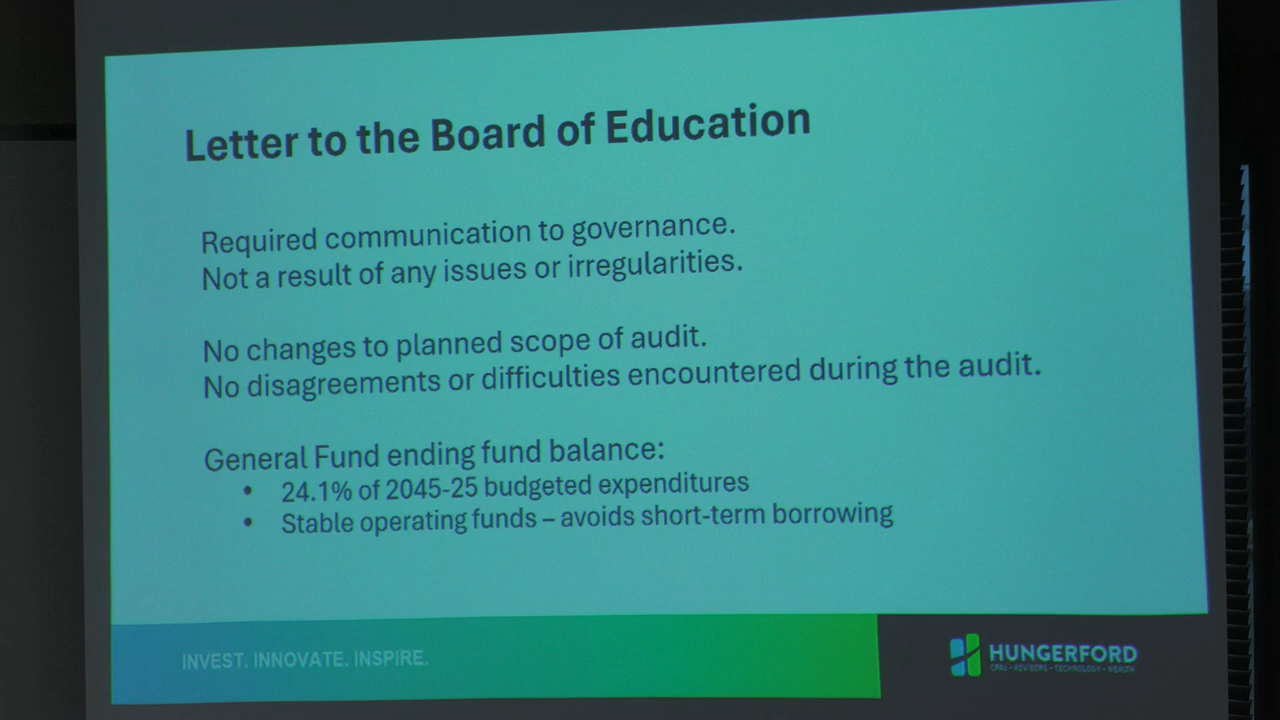 Letter to the Board of Education
Required communication to governance.
Not a result of any issues or irregularities.
No changes to planned scope of audit.
No disagreements or difficulties encountered during the audit.
General Fund ending fund balance:
• 24.1% of 2045-25 budgeted expenditures
• Stable operating funds – avoids short-term borrowing
INVEST. INNOVATE. INSPIRE.
HUNGERFORD
CPAs • ADVISORS • TECHNOLOGY • WEALTH